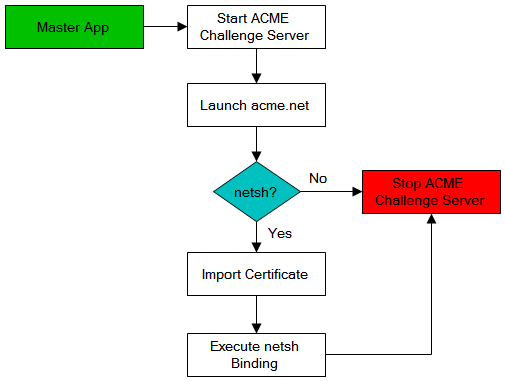 Master App
Start ACME
Challenge Server
Launch acme.net
netsh?
No
Stop ACME
Challenge Server
Yes
Import Certificate
Execute netsh
Binding